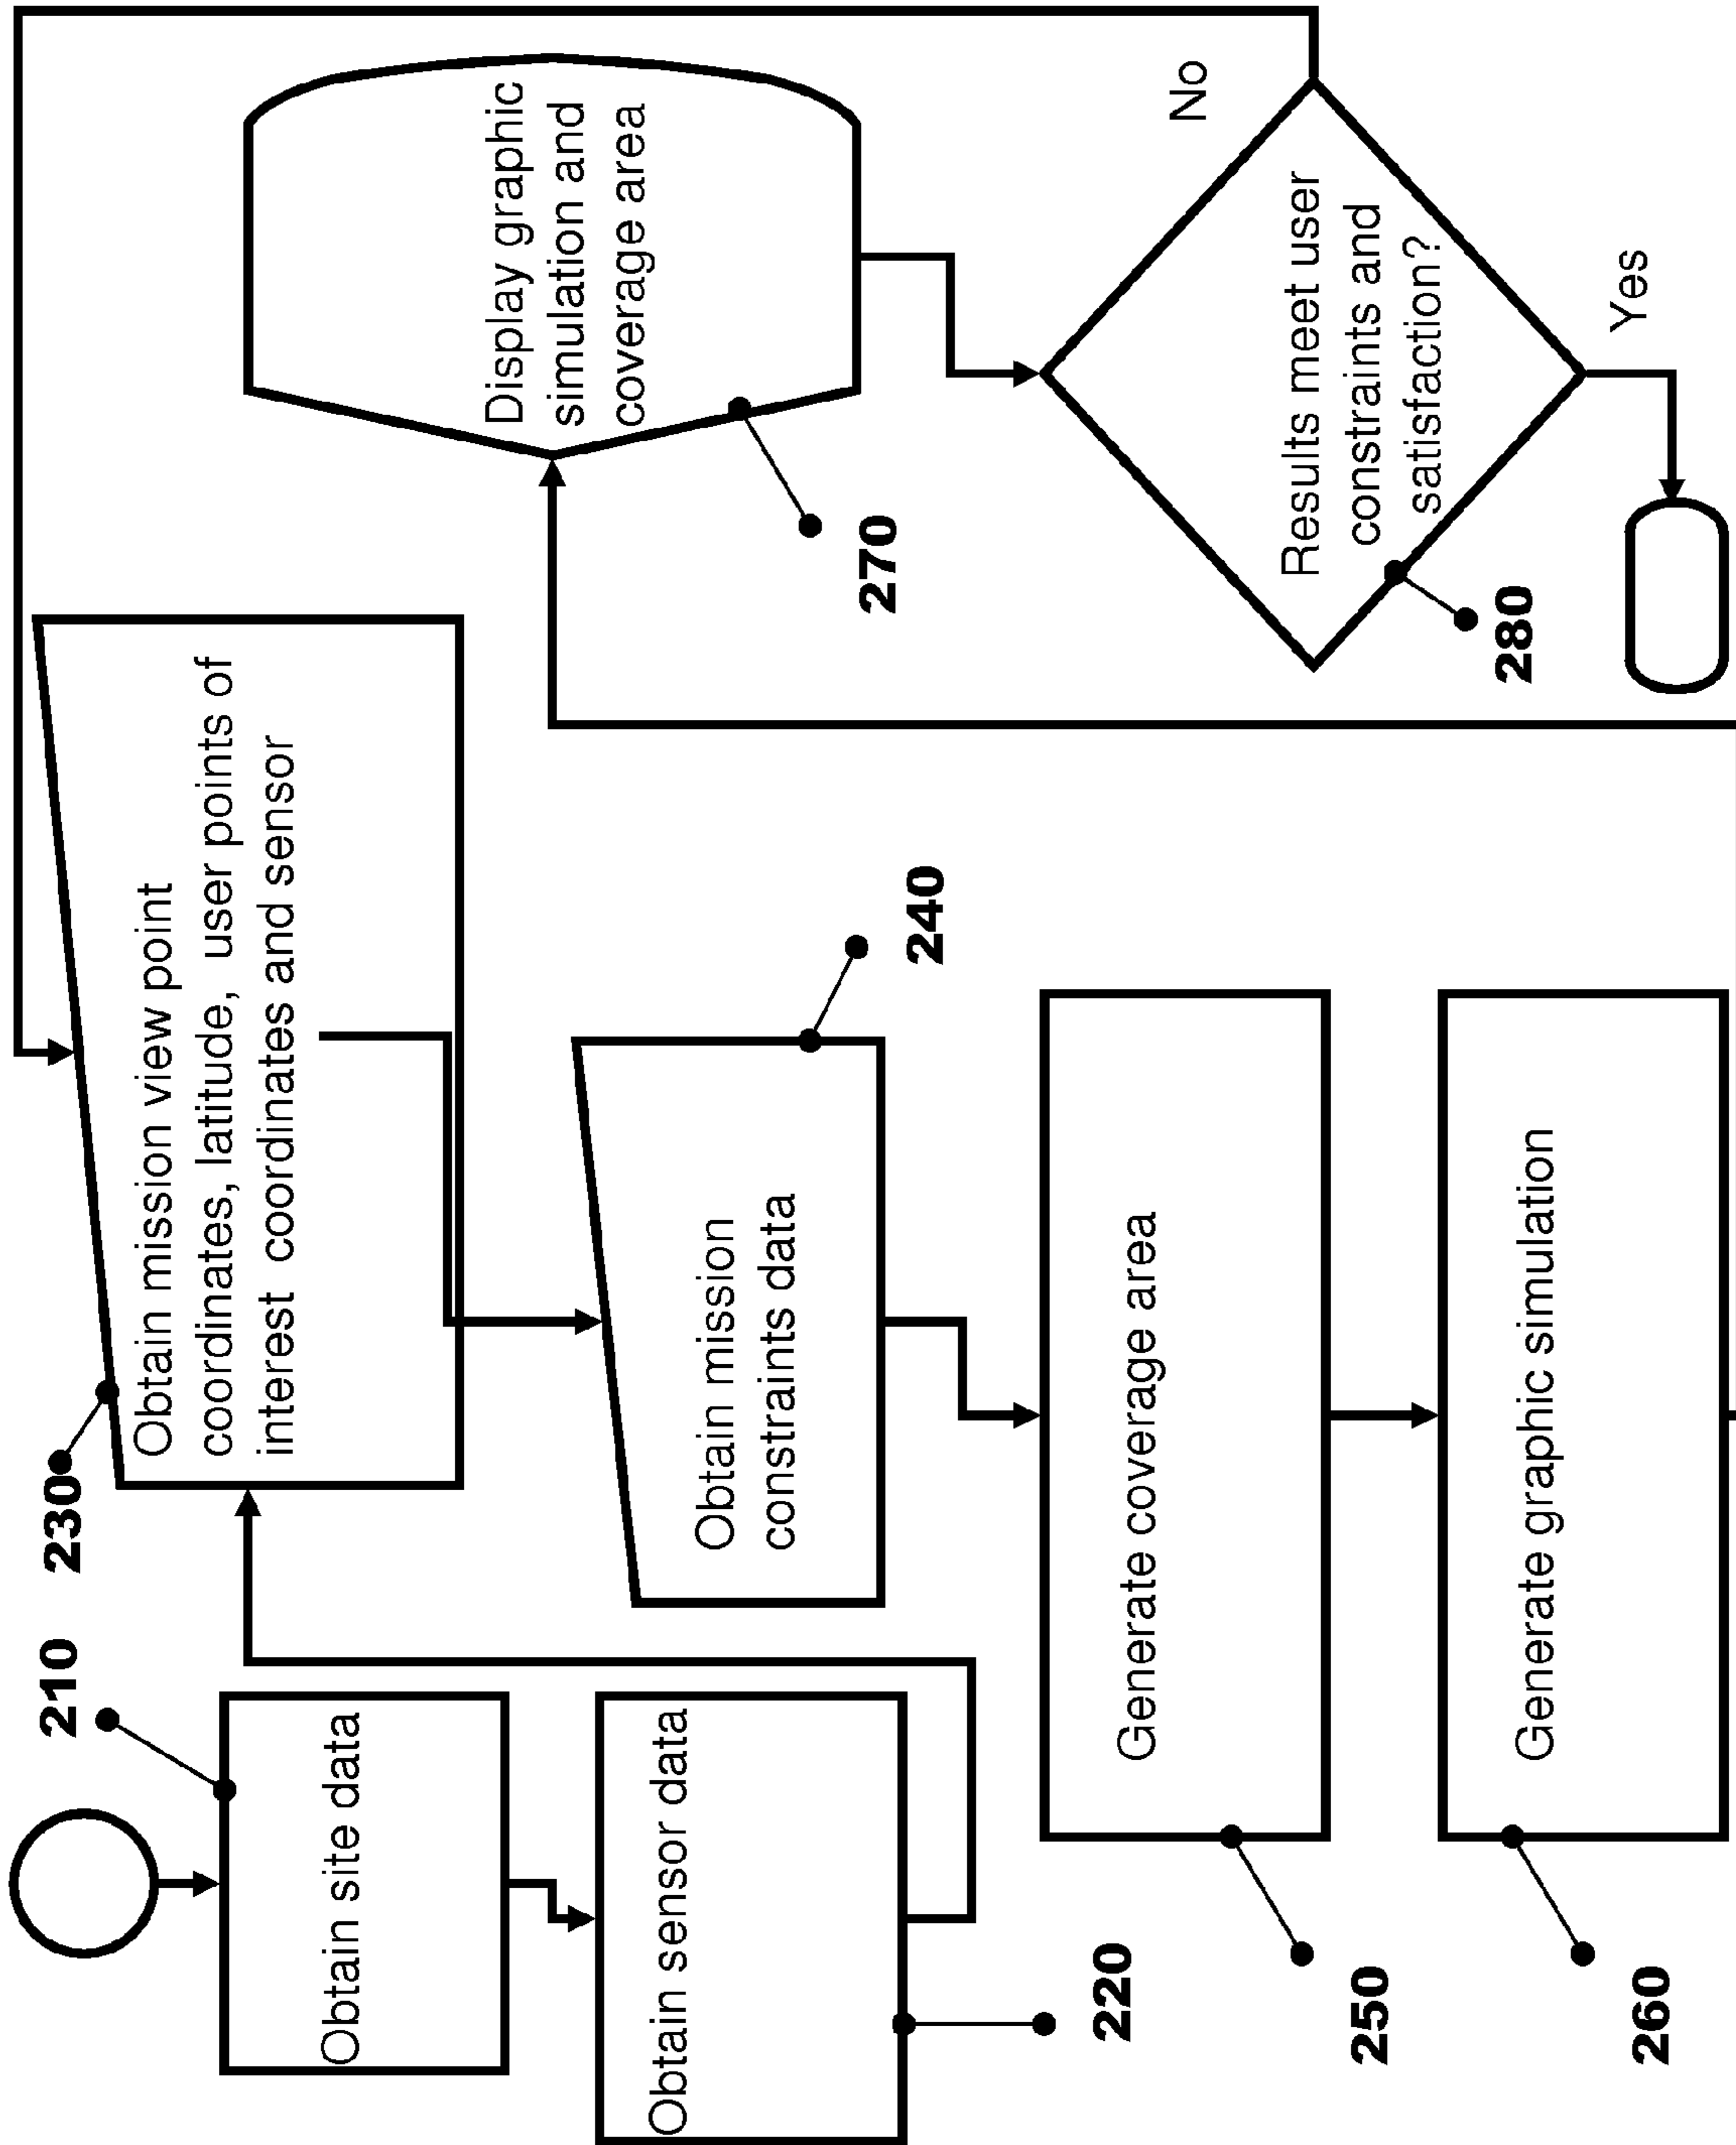 210
Obtain site data
Obtain sensor data
220
230
Obtain mission view point
coordinates, latitude, user points of
interest coordinates and sensor
Obtain mission
constraints data
240
Generate coverage area
250
Generate graphic simulation
260
Display graphic
simulation and
coverage area
270
Results meet user
constraints and
satisfaction?
280
No
Yes